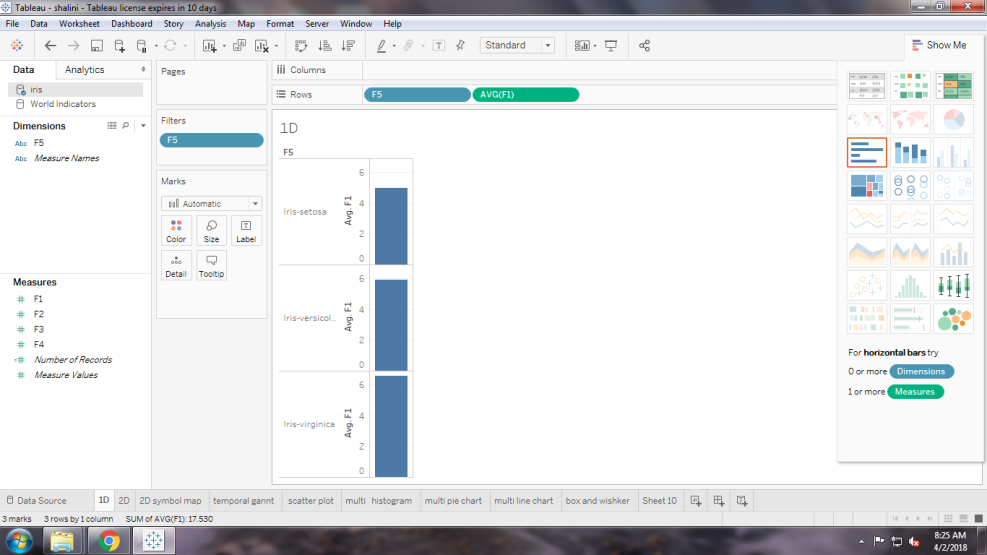 Tableau - shalini - Tableau license expires in 10 days
File Data Worksheet Dashboard Story Analysis Map Format Server Window Help
Standard
Show Me
Data Analytics
iris
World Indicators
Dimensions
Abc F5
Abc Measure Names
Measures
F1
F2
F3
F4
Number of Records
Measure Values
Pages
Filters
F5
Marks
Automatic
Color Size Label
Detail Tooltip
Columns
Rows F5 AVG(F1)
1D
F5
Iris-setosa
Avg. F1
6
4
2
0
Iris-versicol..
Avg. F1
6
4
2
0
Iris-virginica
Avg. F1
6
4
2
0
For horizontal bars try
0 or more Dimensions
1 or more Measures
Data Source 1D 2D 2D symbol map temporal gannt scatter plot multi histogram multi pie chart multi line chart box and wishker Sheet 10
3 marks 3 rows by 1 column SUM of AVG(F1): 17.530
8:25 AM
4/2/2018